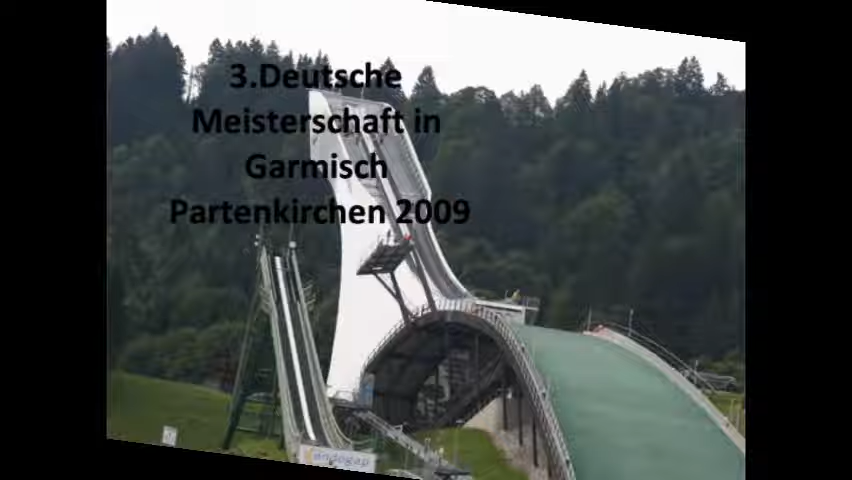 3.Deutsche
Meisterschaft in
Garmisch
Partenkirchen 2009